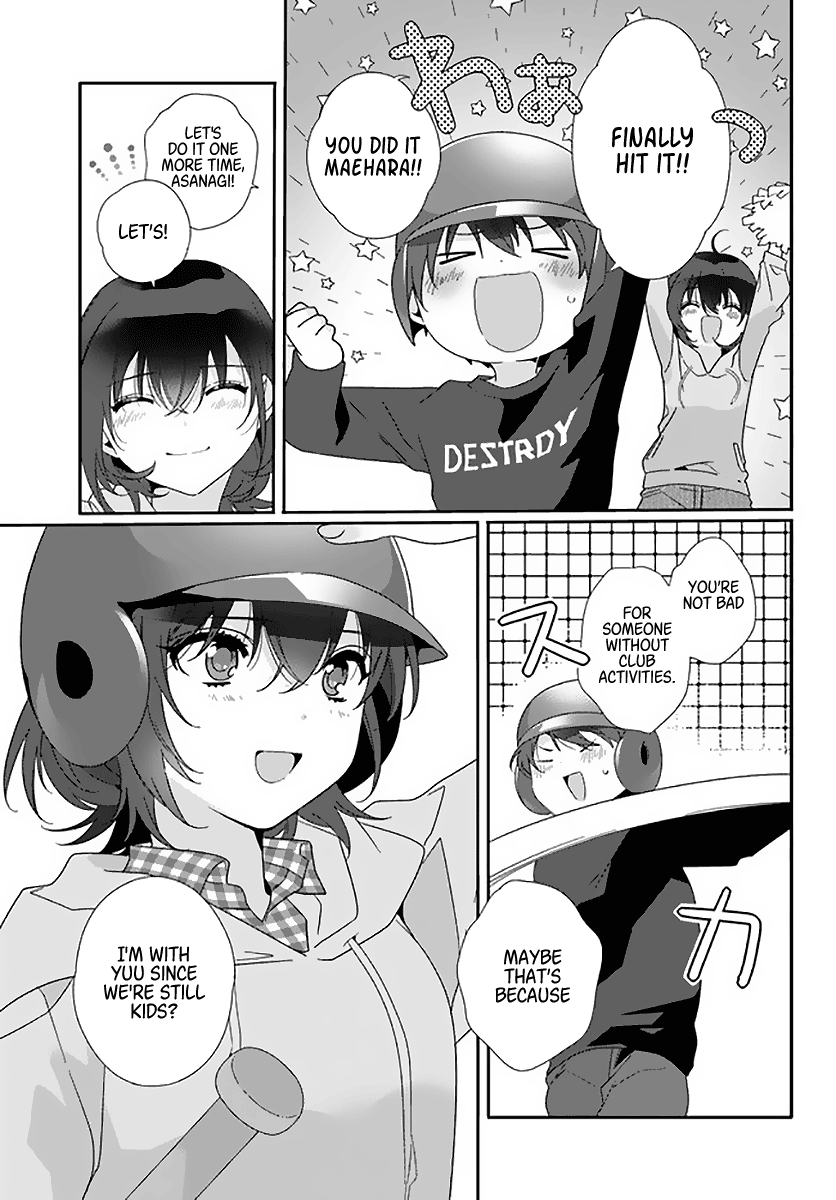 FINALLY
HIT IT!!
わぁっ
YOU DID IT
MAEHARA!!
DESTROY
LET'S
DO IT ONE
MORE TIME,
ASANAGI!
LET'S!
YOU'RE
NOT BAD
FOR
SOMEONE
WITHOUT
CLUB
ACTIVITIES.
スカ
MAYBE
THAT'S
BECAUSE
I'M WITH
YUU SINCE
WE'RE STILL
KIDS?